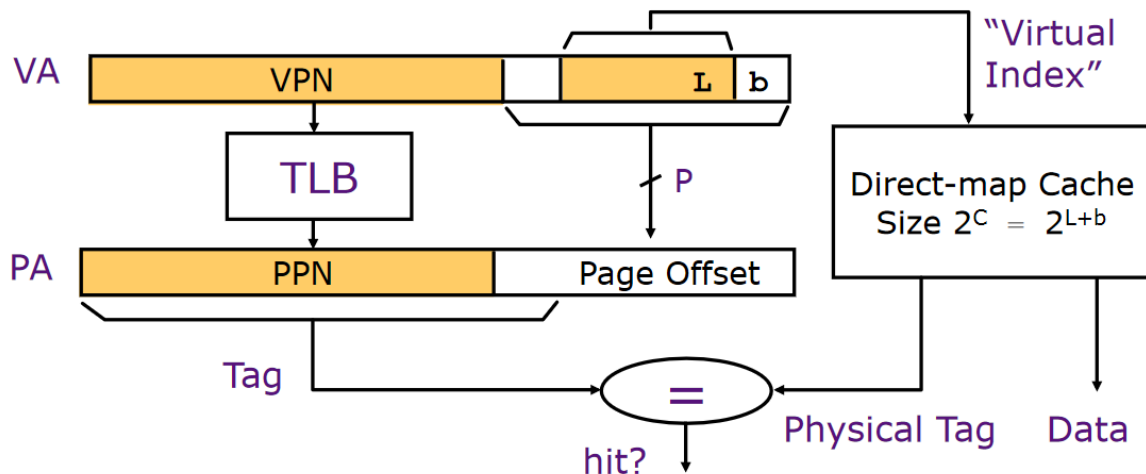 VA
VPN
L
b
“Virtual
Index”
TLB
P
Direct-map Cache
Size 2^C = 2^{L+b}
PA
PPN
Page Offset
Tag
=
Physical Tag
Data
hit?